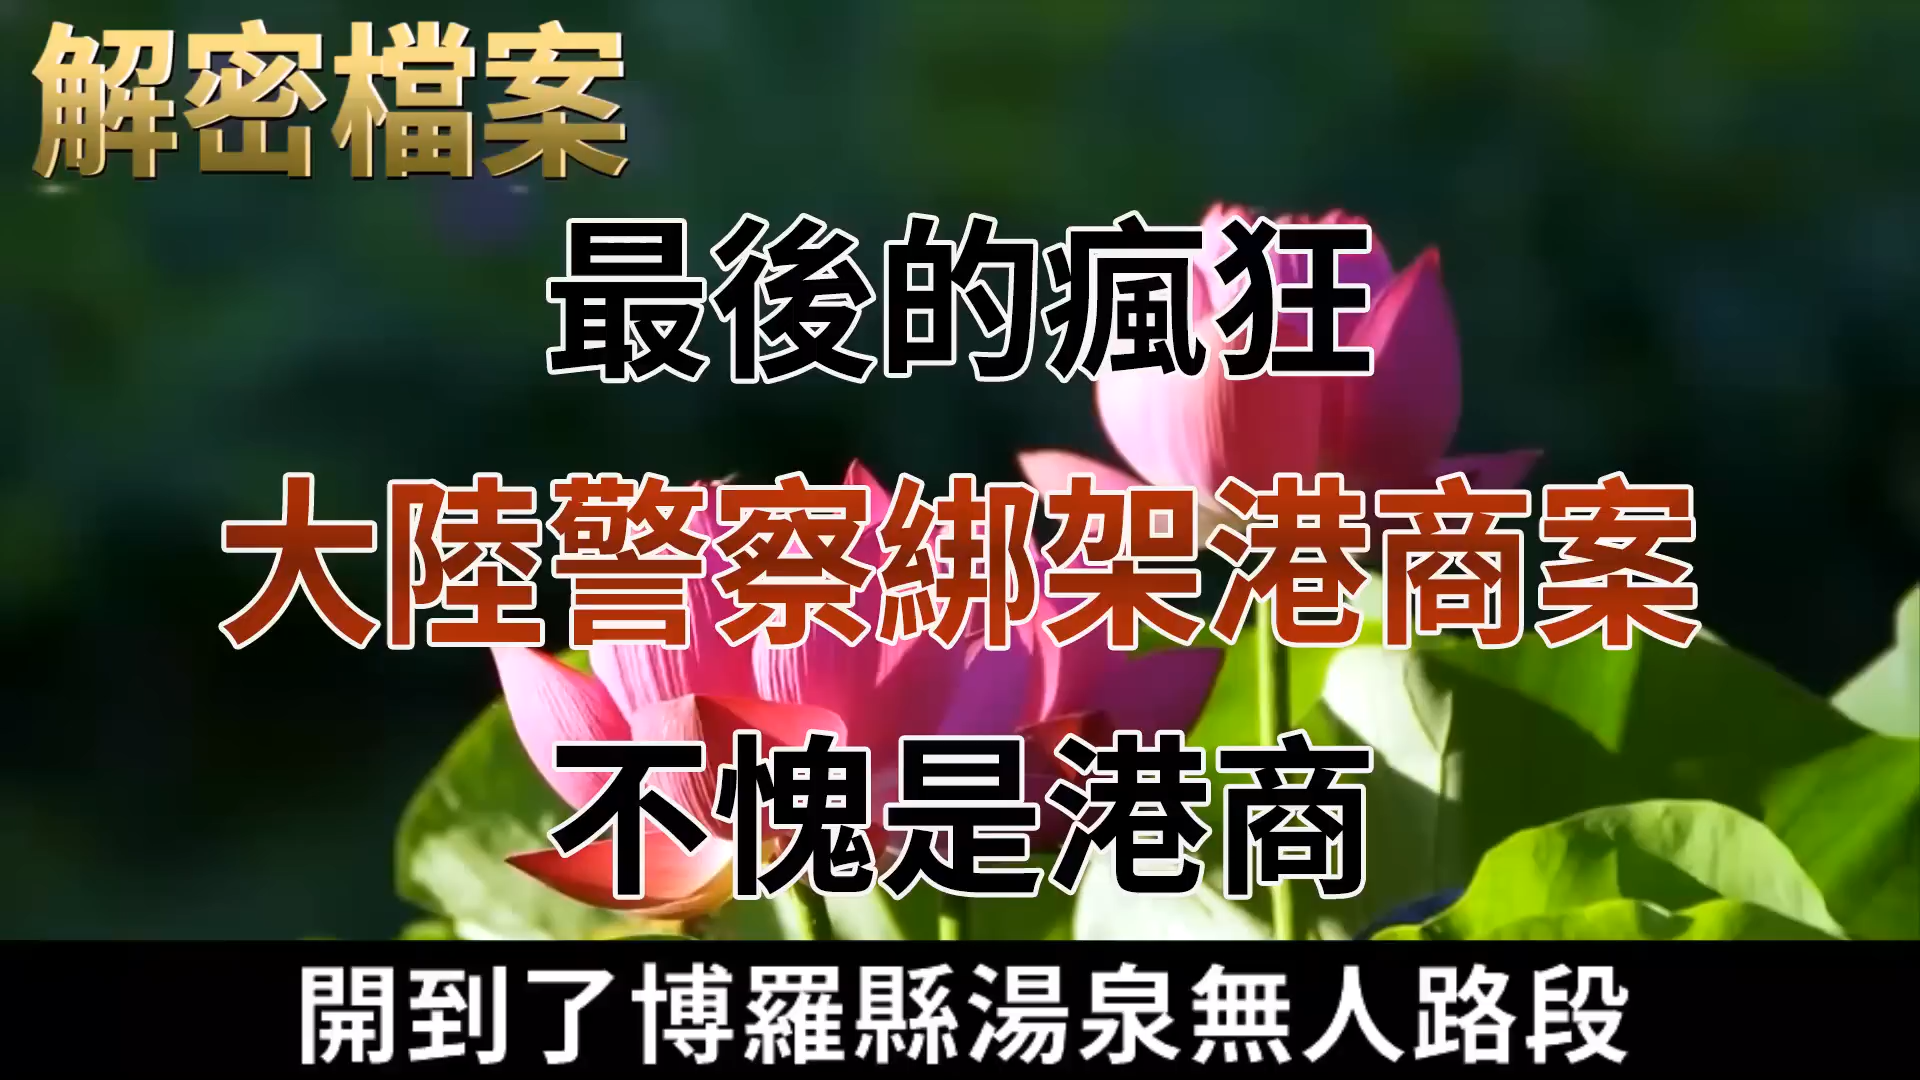 解密檔案
最後的瘋狂
大陸警察綁架港商案
不愧是港商
開到了博羅縣湯泉無人路段